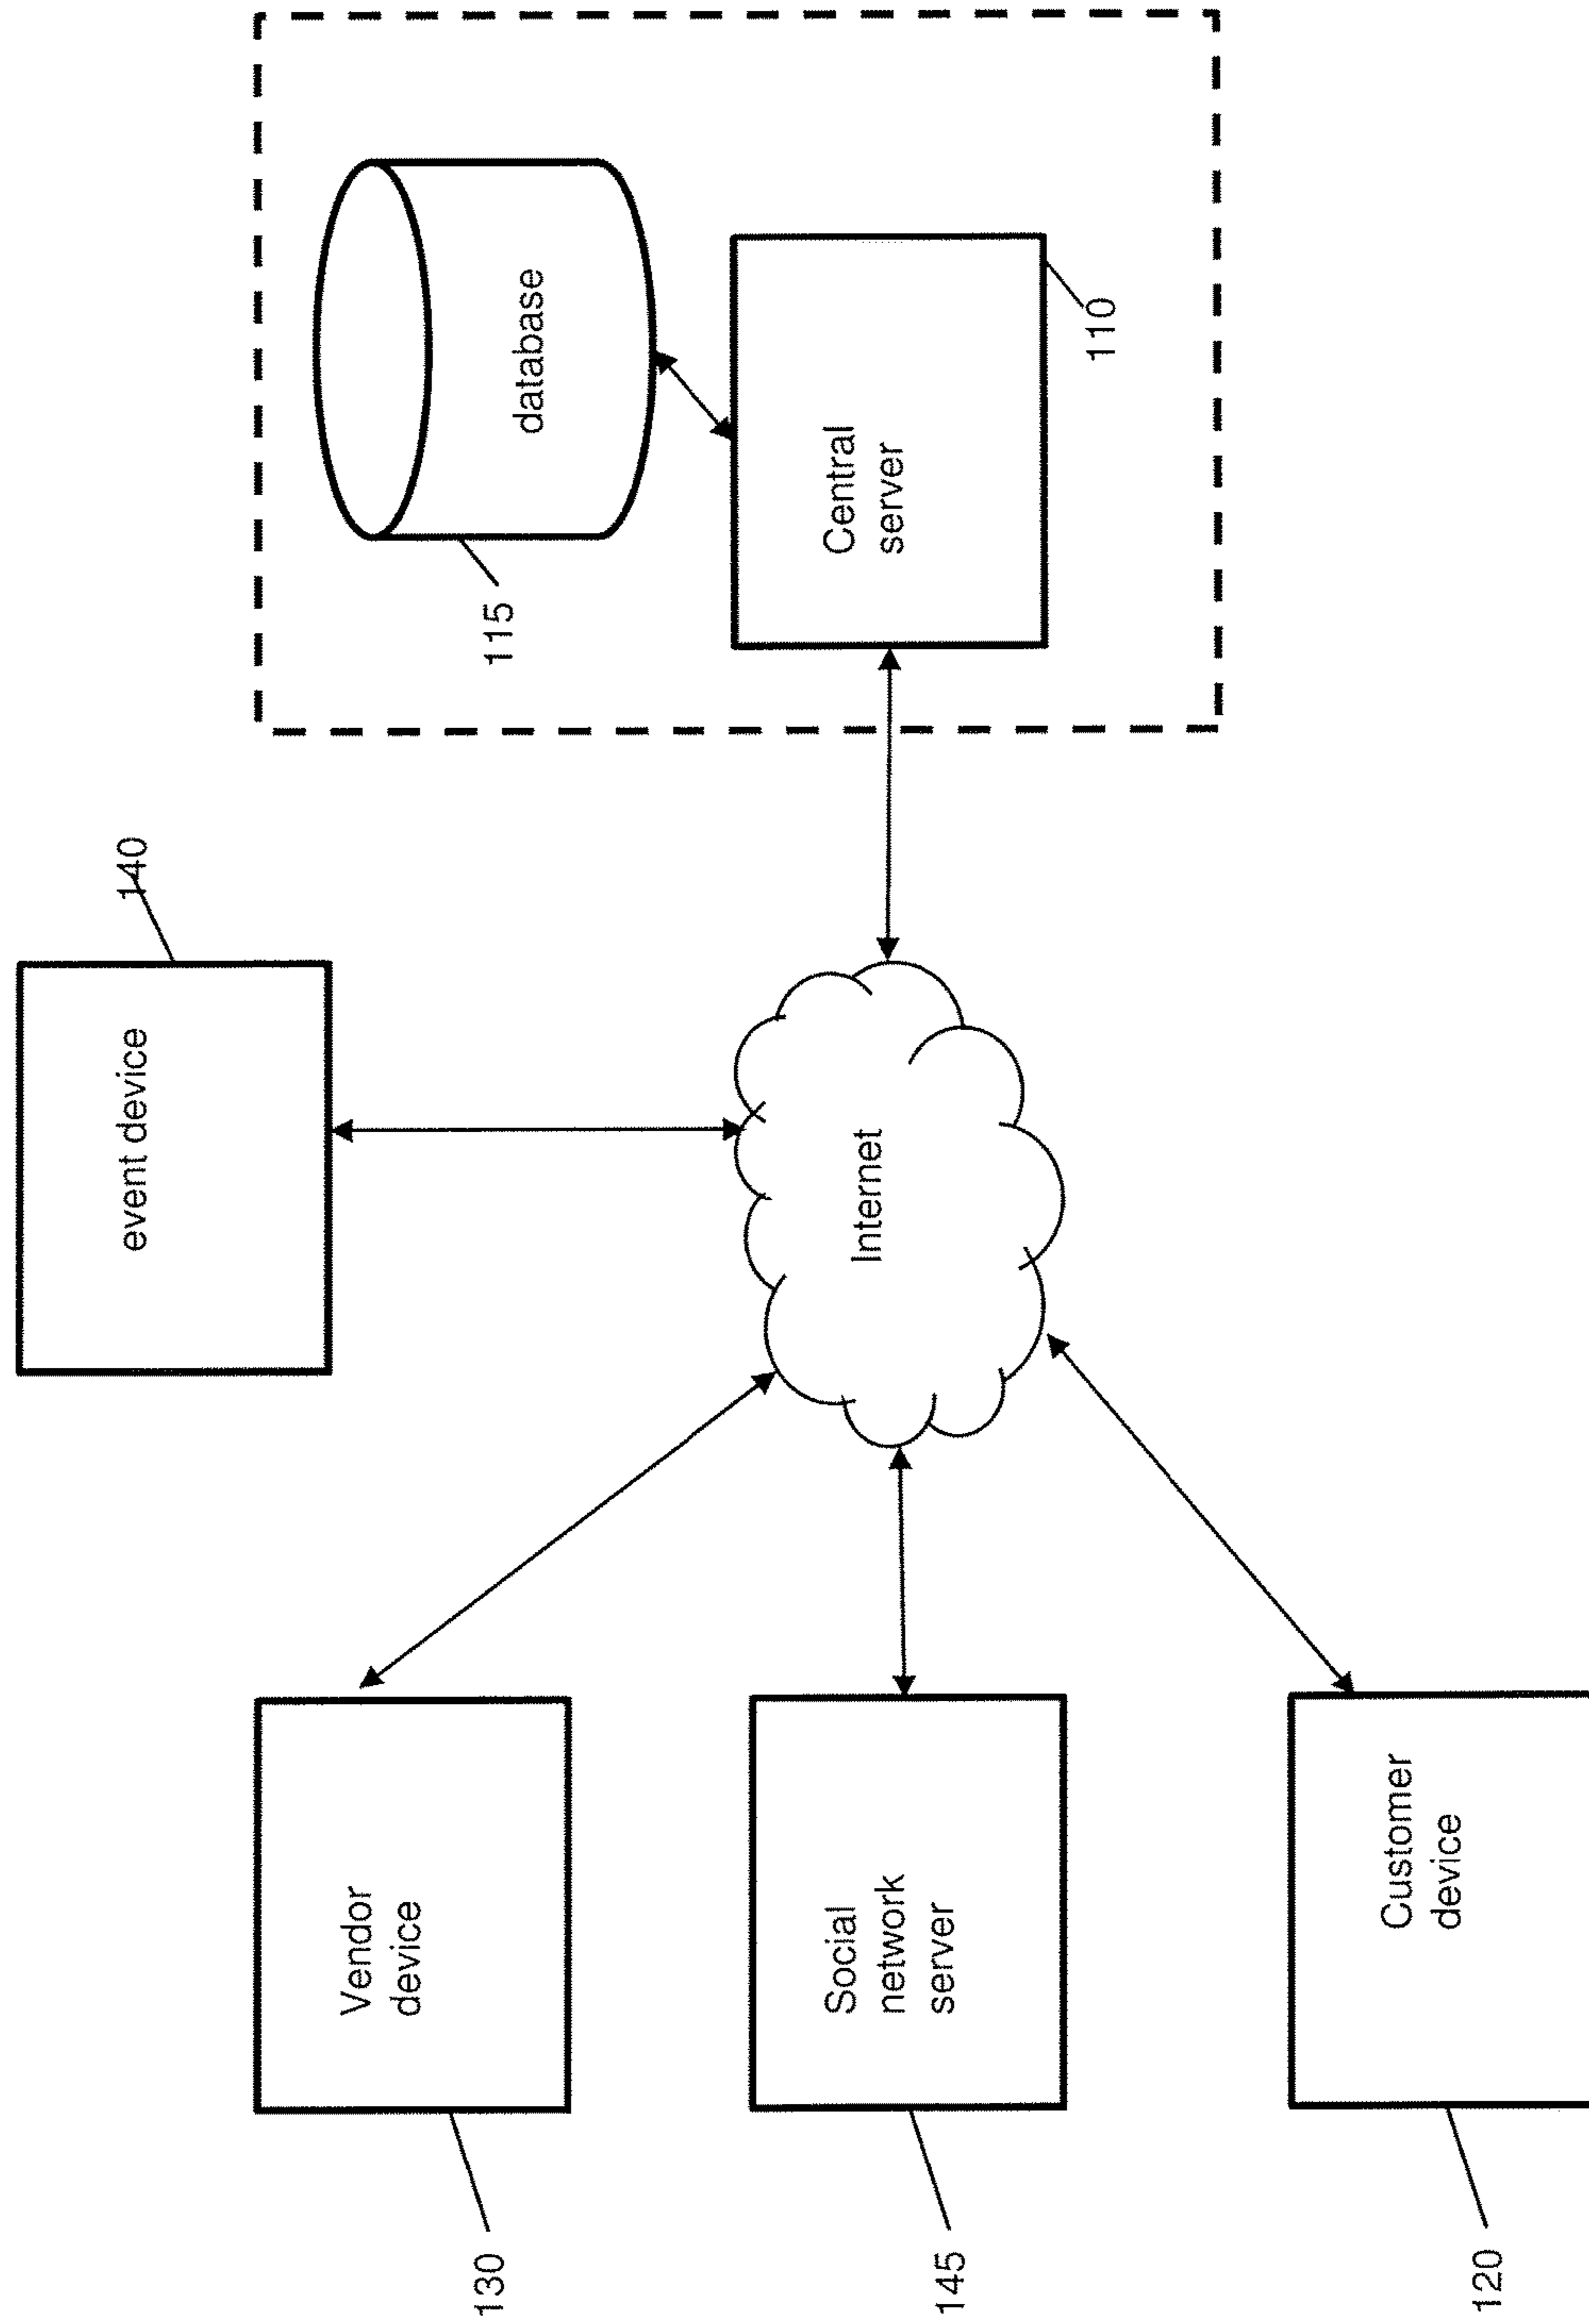 140
event device
115
database
130
Vendor
device
145
Social
network
server
Internet
Central
server
110
120
Customer
device